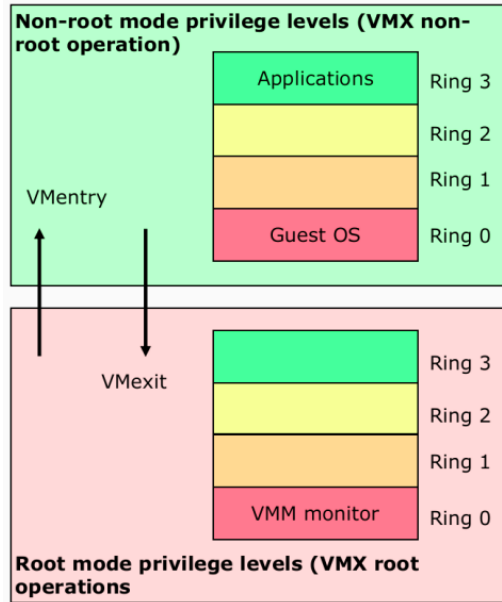 Non-root mode privilege levels (VMX non-
root operation)
Applications
Ring 3
Ring 2
Ring 1
VMentry
Guest OS
Ring 0
VMexit
Ring 3
Ring 2
Ring 1
VMM monitor
Ring 0
Root mode privilege levels (VMX root
operations